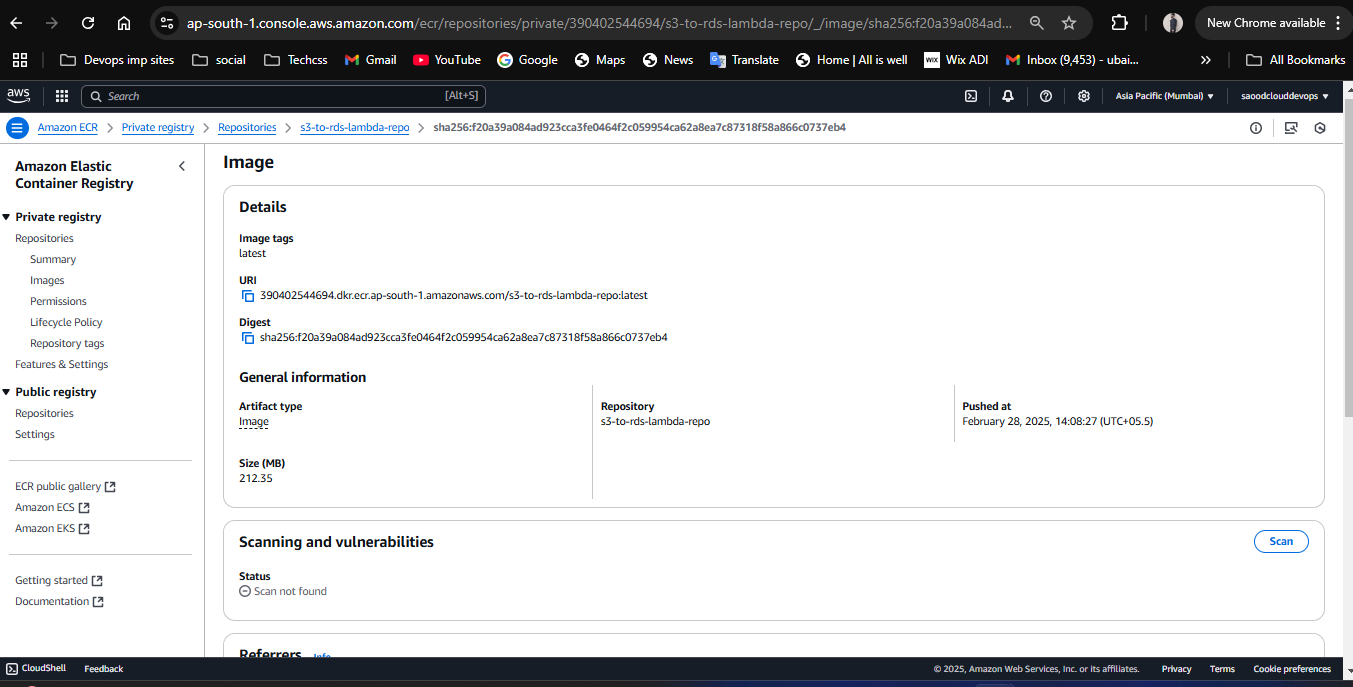 ap-south-1.console.aws.amazon.com/ecr/repositories/private/390402544694/s3-to-rds-lambda-repo/_/image/sha256:f20a39a084ad...
New Chrome available
Devops imp sites
social
Techcss
Gmail
YouTube
Google
Maps
News
Translate
Home | All is well
WIX Wix ADI
Inbox (9,453) - ubai...
All Bookmarks
aws
Search [Alt+S]
Asia Pacific (Mumbai)
saoodclouddevops
Amazon ECR > Private registry > Repositories > s3-to-rds-lambda-repo > sha256:f20a39a084ad923cca3fe0464f2c059954ca62a8ea7c87318f58a866c0737eb4
Amazon Elastic
Container Registry
Private registry
Repositories
Summary
Images
Permissions
Lifecycle Policy
Repository tags
Features & Settings
Public registry
Repositories
Settings
ECR public gallery
Amazon ECS
Amazon EKS
Getting started
Documentation
Image
Details
Image tags
latest
URI
390402544694.dkr.ecr.ap-south-1.amazonaws.com/s3-to-rds-lambda-repo:latest
Digest
sha256:f20a39a084ad923cca3fe0464f2c059954ca62a8ea7c87318f58a866c0737eb4
General information
Artifact type
Image
Repository
s3-to-rds-lambda-repo
Pushed at
February 28, 2025, 14:08:27 (UTC+05.5)
Size (MB)
212.35
Scanning and vulnerabilities
Scan
Status
Scan not found
Referrers Info
CloudShell
Feedback
© 2025, Amazon Web Services, Inc. or its affiliates.
Privacy
Terms
Cookie preferences